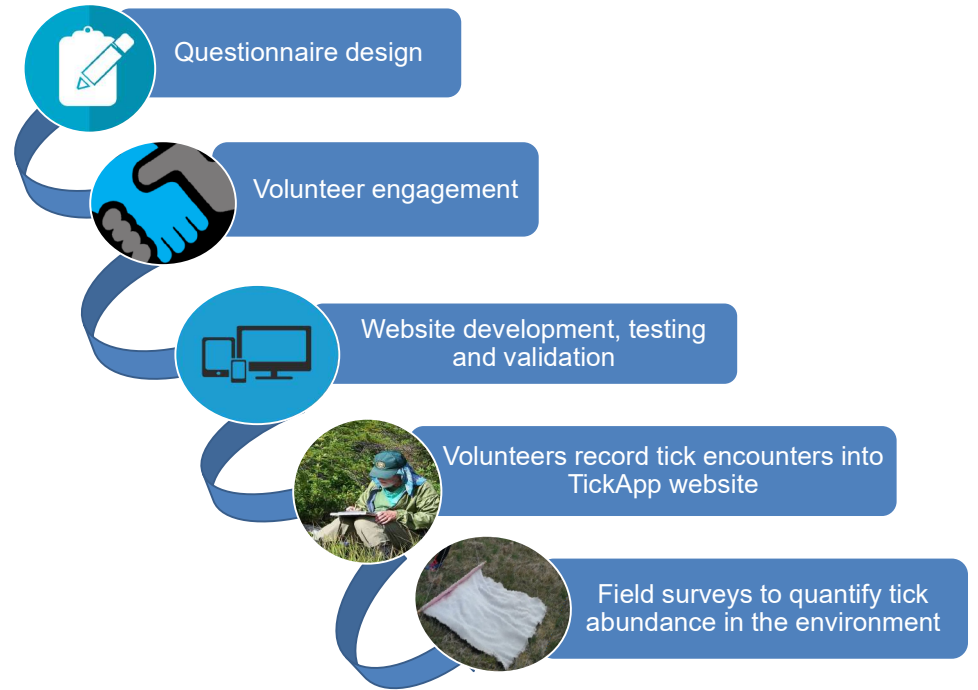 Questionnaire design
Volunteer engagement
Website development, testing
and validation
Volunteers record tick encounters into
TickApp website
Field surveys to quantify tick
abundance in the environment